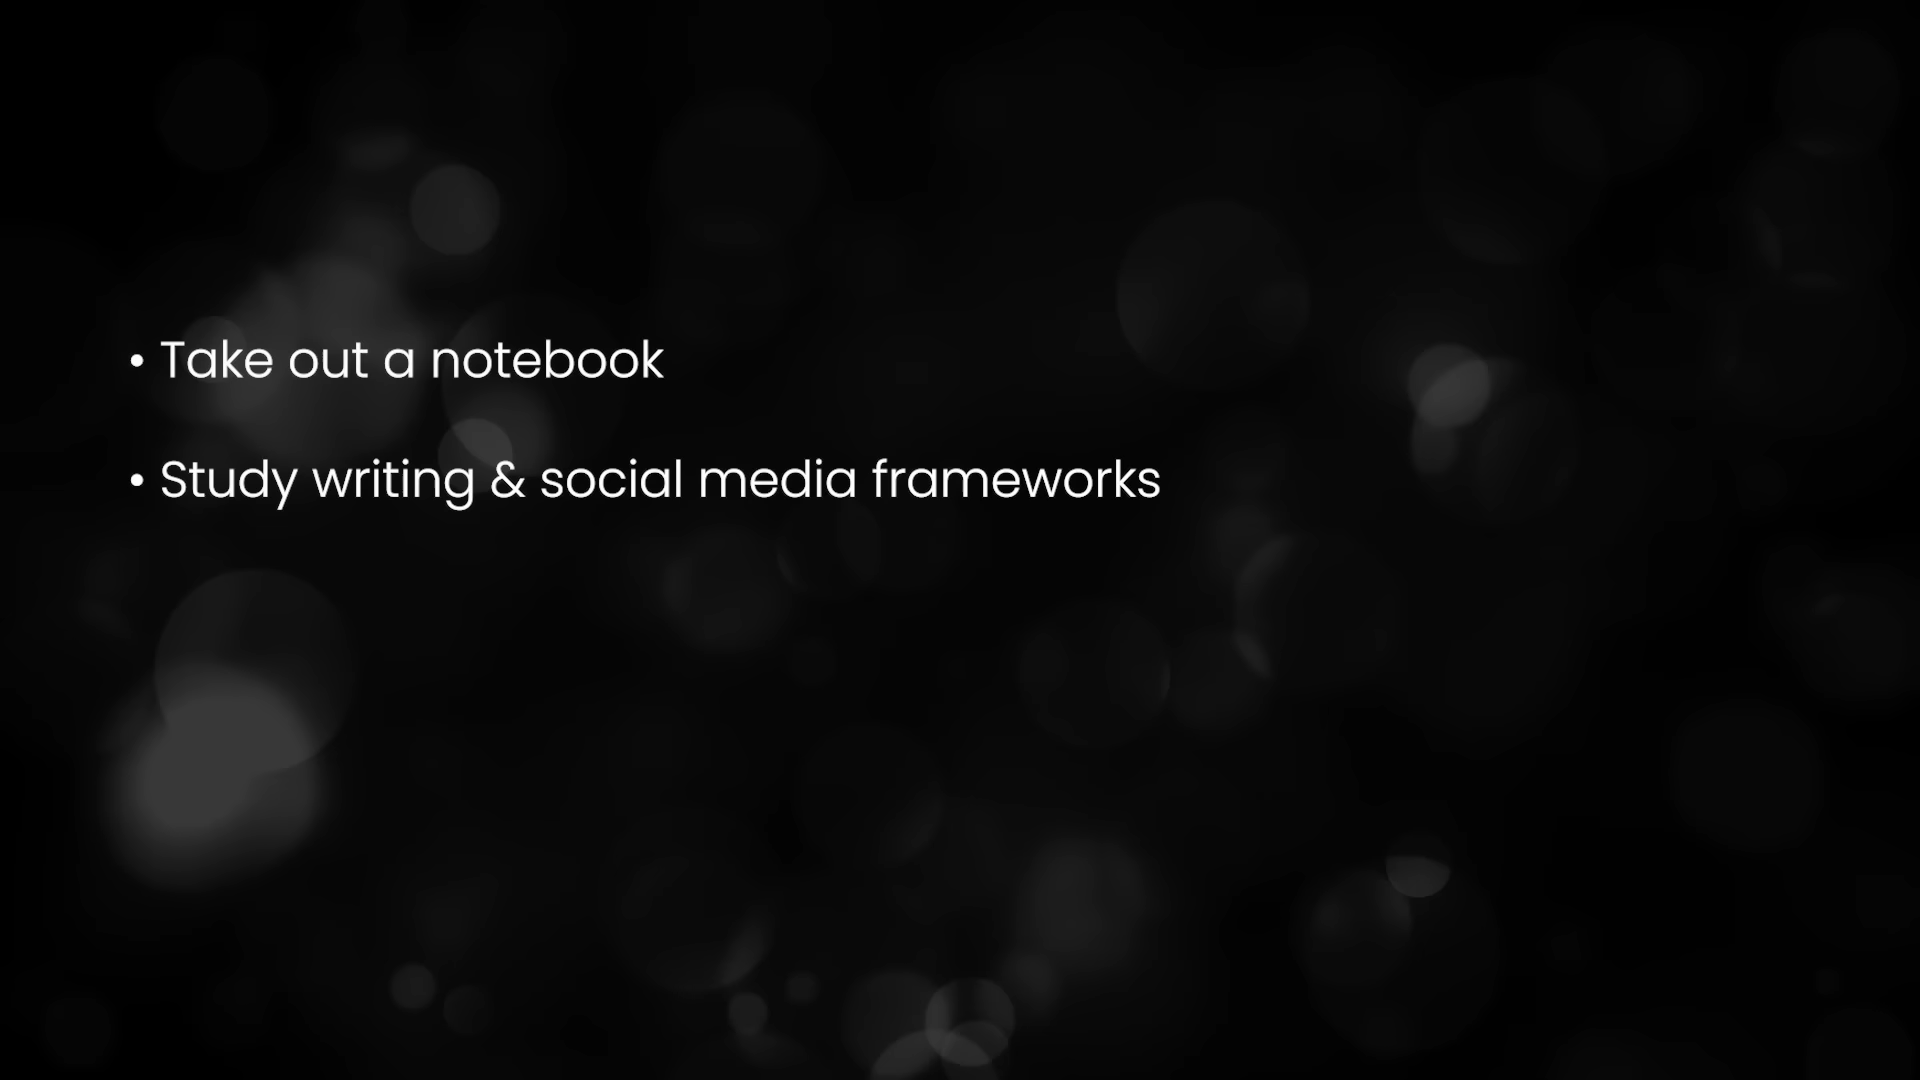 • Take out a notebook
• Study writing & social media frameworks